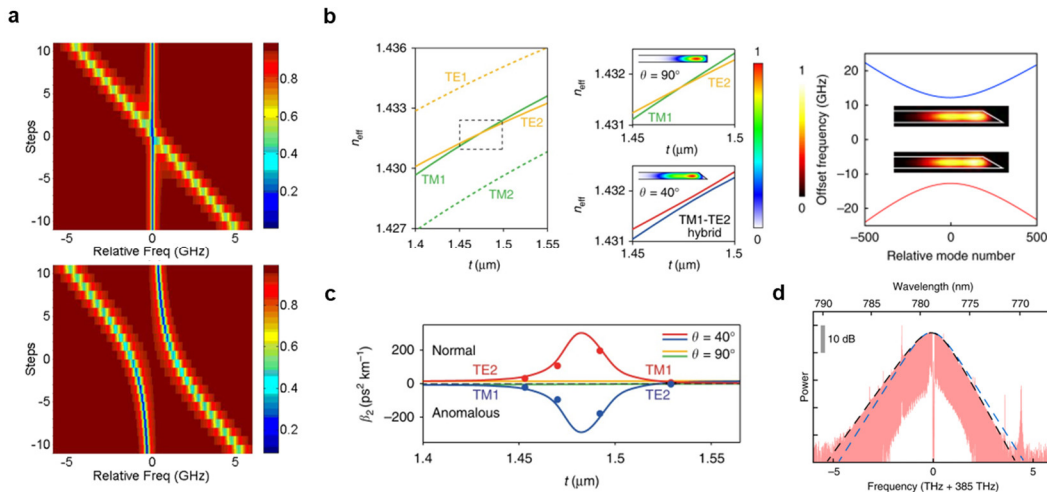 a
Steps
10
5
0
-5
-10
-5 0 5
Relative Freq (GHz)
0.8
0.6
0.4
0.2
Steps
10
5
0
-5
-10
-5 0 5
Relative Freq (GHz)
0.8
0.6
0.4
0.2
b
1.436
1.433
1.430
1.427
neff
TE1
TE2
TM1
TM2
1.4 1.45 1.5 1.55
t (μm)
1.432
1.431
neff
θ = 90°
TE2
TM1
1.45 1.5
t (μm)
1.432
1.431
neff
θ = 40°
TM1-TE2
hybrid
1.45 1.5
t (μm)
1
0
1
0
Offset frequency (GHz)
20
10
0
−10
−20
−500 0 500
Relative mode number
c
β2 (ps² km−1)
200
0
−200
Normal
Anomalous
TE2
TM1
TM1
TE2
θ = 40°
θ = 90°
1.4 1.45 1.5 1.55
t (μm)
d
Wavelength (nm)
790 785 780 775 770
10 dB
Power
−5 0 5
Frequency (THz + 385 THz)